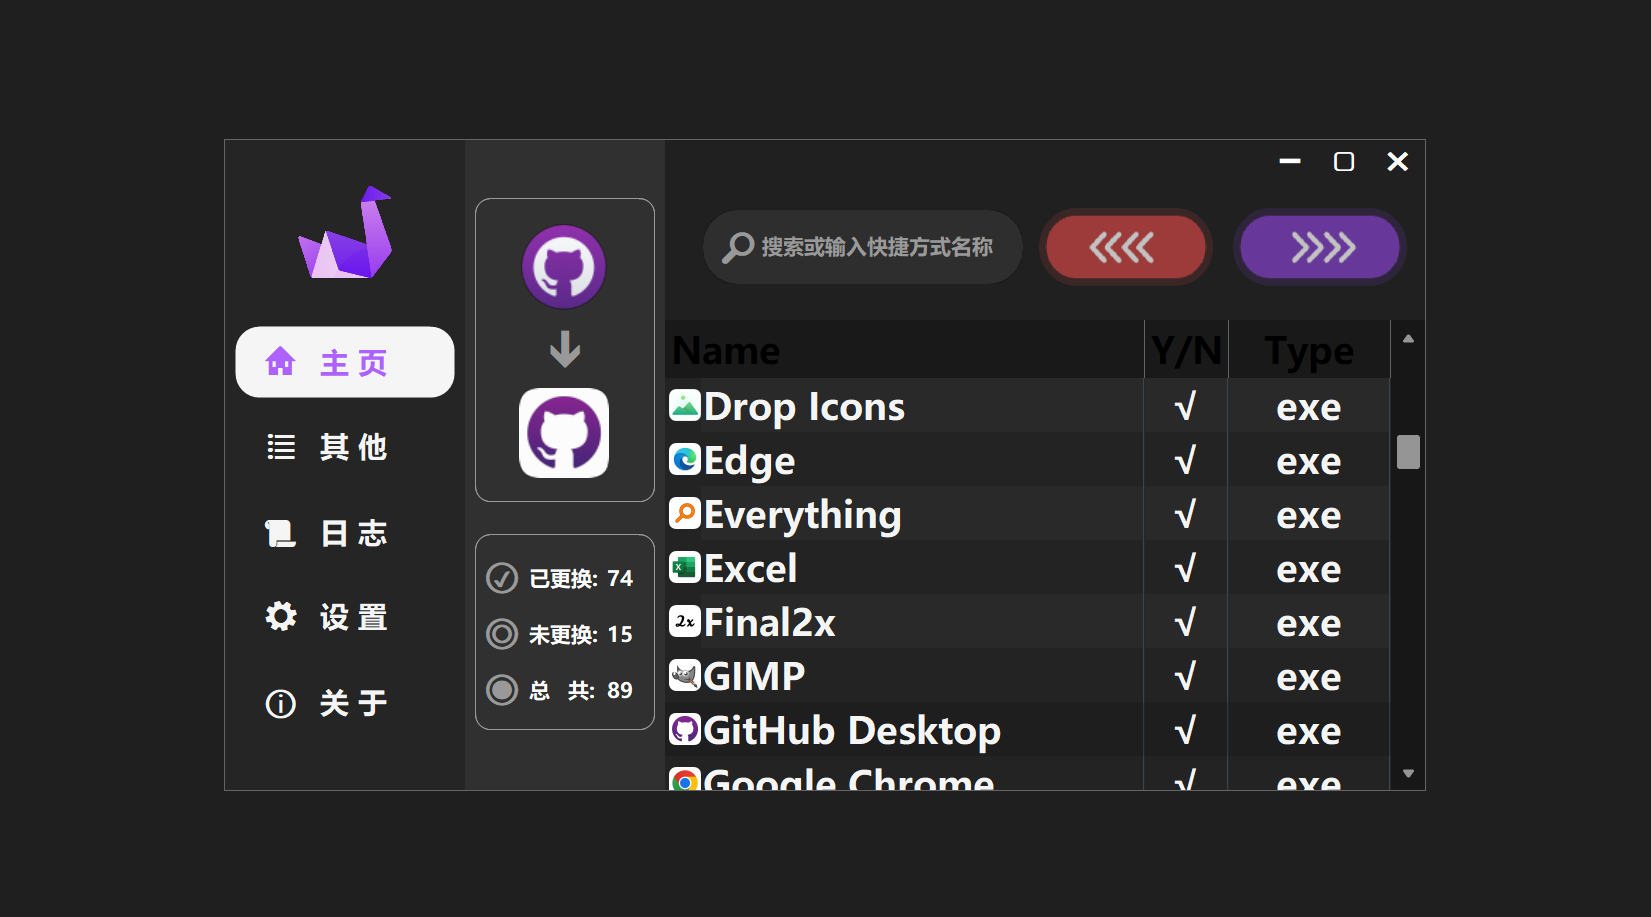 主 页
其 他
日 志
设 置
关 于
已更换: 74
未更换: 15
总 共: 89
搜索或输入快捷方式名称
Name Y/N Type
Drop Icons √ exe
Edge √ exe
Everything √ exe
Excel √ exe
2x Final2x √ exe
GIMP √ exe
GitHub Desktop √ exe
Google Chrome √ exe